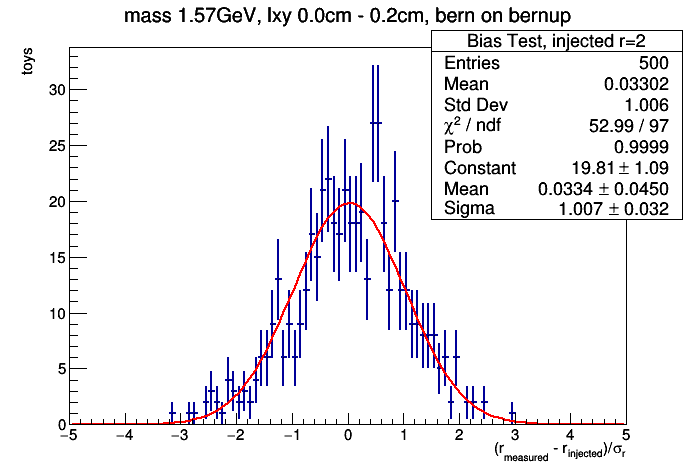 mass 1.57GeV, lxy 0.0cm - 0.2cm, bern on bernup
Bias Test, injected r=2
Entries 500
Mean 0.03302
Std Dev 1.006
χ² / ndf 52.99 / 97
Prob 0.9999
Constant 19.81 ± 1.09
Mean 0.0334 ± 0.0450
Sigma 1.007 ± 0.032
toys
30
25
20
15
10
5
0
−5 −4 −3 −2 −1 0 1 2 3 4 5
(r_measured - r_injected)/σ_r